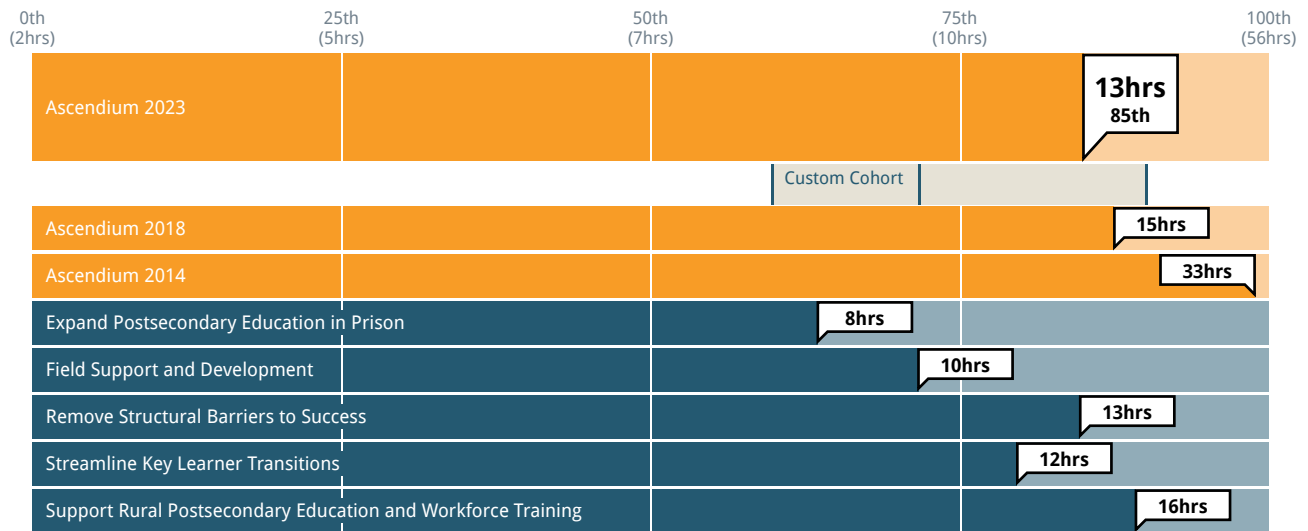 0th 25th 50th 75th 100th
(2hrs) (5hrs) (7hrs) (10hrs) (56hrs)
Ascendium 2023
13hrs
85th
Custom Cohort
Ascendium 2018 15hrs
Ascendium 2014 33hrs
Expand Postsecondary Education in Prison 8hrs
Field Support and Development 10hrs
Remove Structural Barriers to Success 13hrs
Streamline Key Learner Transitions 12hrs
Support Rural Postsecondary Education and Workforce Training 16hrs